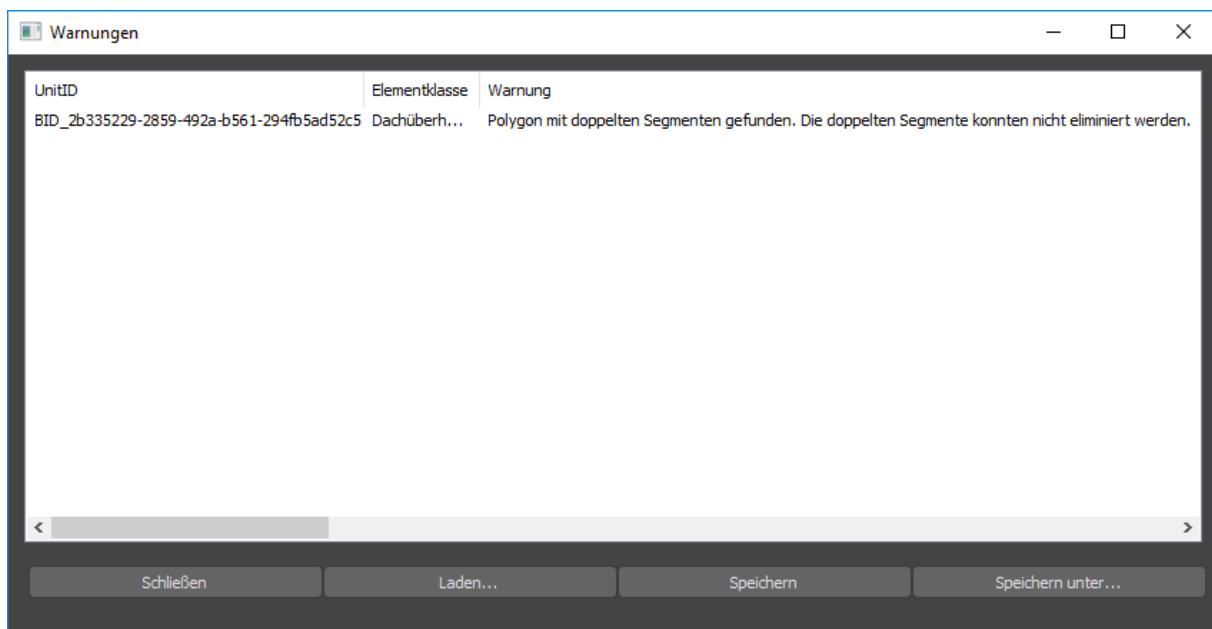 Warnungen
UnitID Elementklasse Warnung
BID_2b335229-2859-492a-b561-294fb5ad52c5 Dachüberh... Polygon mit doppelten Segmenten gefunden. Die doppelten Segmente konnten nicht eliminiert werden.
Schließen Laden... Speichern Speichern unter...